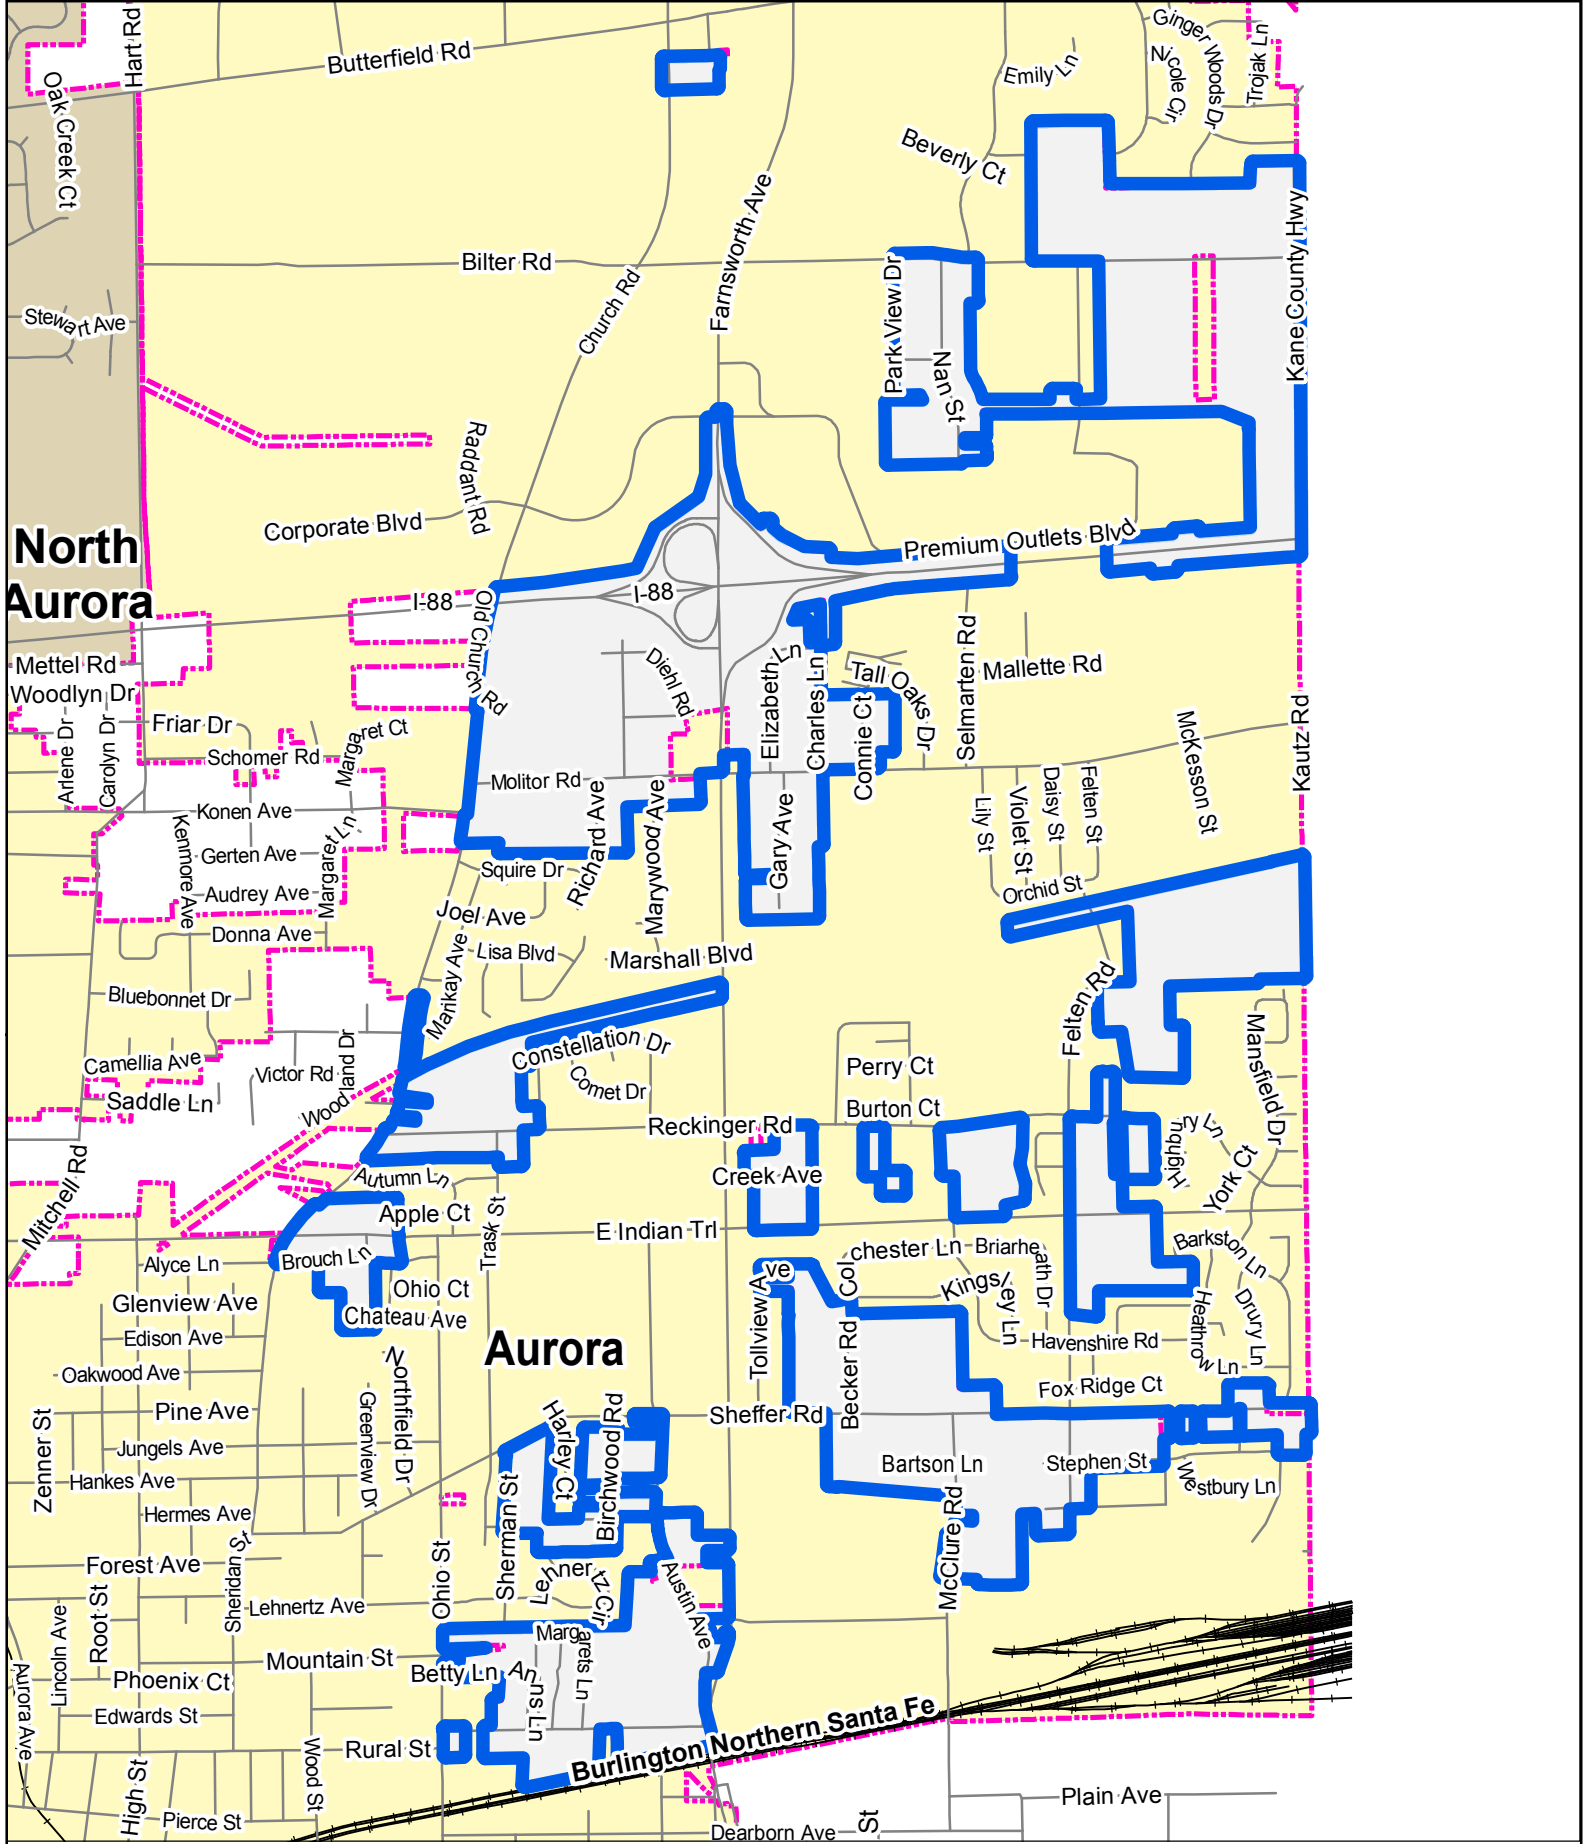 Hart Rd
Butterfield Rd
Oak Creek Ct
Emily Ln
Ginger Woods Dr
Nicole Cir
Trojak Ln
Beverly Ct
Farnsworth Ave
Kane County Hwy
Bilter Rd
Church Rd
Park View Dr
Nan St
Stewart Ave
Raddant Rd
Corporate Blvd
Premium Outlets Blvd
North
Aurora
I-88
I-88
Old Church Rd
Mettel Rd
Woodlyn Dr
Arlene Dr
Carolyn Dr
Friar Dr
Schomer Rd
Margaret Ct
Diehl Rd
Elizabeth Ln
Charles Ln
Connie Ct
Tall Oaks Dr
Selmarten Rd
Mallette Rd
McKesson St
Kautz Rd
Molitor Rd
Konen Ave
Kenmore Ave
Gerten Ave
Audrey Ave
Margaret Ln
Donna Ave
Squire Dr
Richard Ave
Marywood Ave
Gary Ave
Lily St
Violet St
Daisy St
Felten St
Orchid St
Joel Ave
Lisa Blvd
Marshall Blvd
Marikay Ave
Bluebonnet Dr
Felten Rd
Mansfield Dr
Constellation Dr
Comet Dr
Camellia Ave
Victor Rd
Woodland Dr
Saddle Ln
Perry Ct
Burton Ct
Reckinger Rd
Creek Ave
Mitchell Rd
Autumn Ln
Apple Ct
Trask St
E Indian Trl
York Ct
Barkston Ln
Alyce Ln
Brouch Ln
Ohio Ct
Chateau Ave
Glenview Ave
Edison Ave
Oakwood Ave
Aurora
Tollview Ave
Colchester Ln
Briarheath Dr
Kingsley Ln
Becker Rd
Havenshire Rd
Heathrow Ln
Drury Ln
Fox Ridge Ct
Northfield Dr
Greenview Dr
Pine Ave
Zenner St
Jungels Ave
Hankes Ave
Hermes Ave
Harley Ct
Birchwood Rd
Sheffer Rd
Bartson Ln
Stephen St
Westbury Ln
Sherman St
McClure Rd
Forest Ave
Sheridan St
Ohio St
Lehnertz Cir
Austin Ave
Root St
Lincoln Ave
Lehnertz Ave
Mountain St
Margarets Ln
Betty Ln
Anns Ln
Phoenix Ct
Aurora Ave
Edwards St
Rural St
Burlington Northern Santa Fe
Wood St
High St
Pierce St
Plain Ave
Dearborn Ave
St